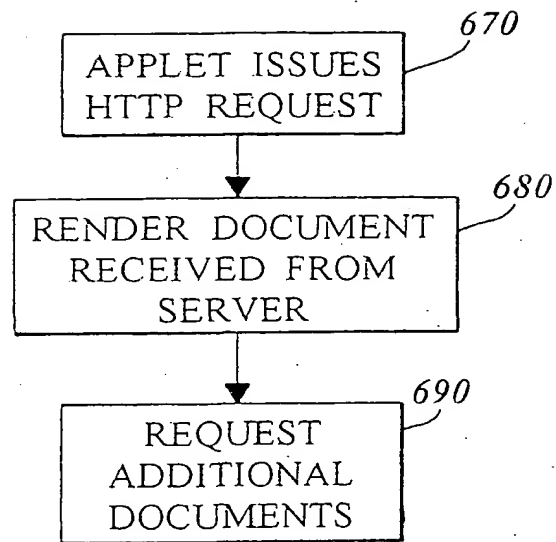 670
APPLET ISSUES
HTTP REQUEST
680
RENDER DOCUMENT
RECEIVED FROM
SERVER
690
REQUEST
ADDITIONAL
DOCUMENTS